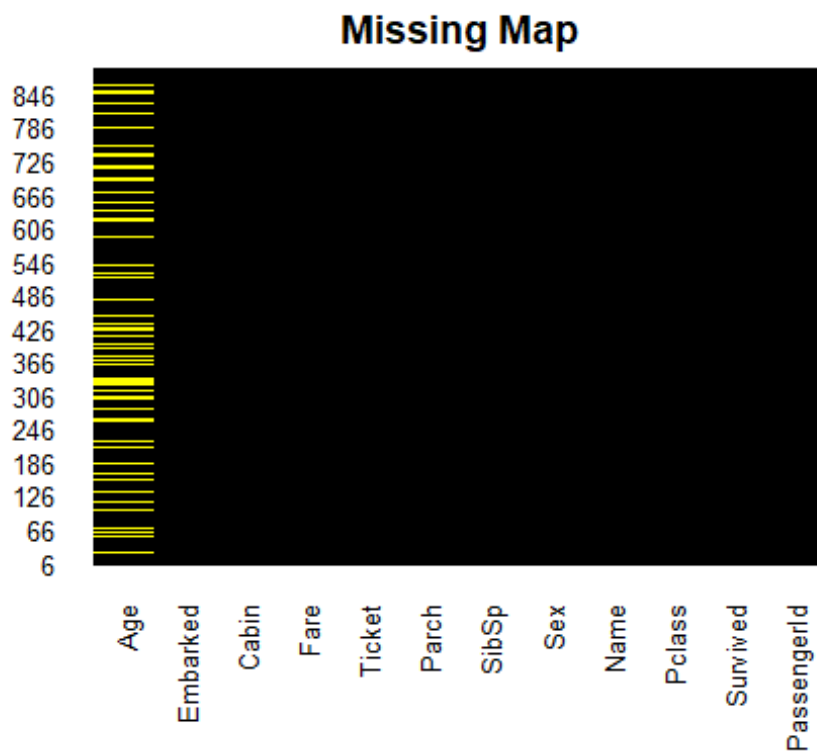 Missing Map
846
786
726
666
606
546
486
426
366
306
246
186
126
66
6
Age
Embarked
Cabin
Fare
Ticket
Parch
SibSp
Sex
Name
Pclass
Survived
PassengerId